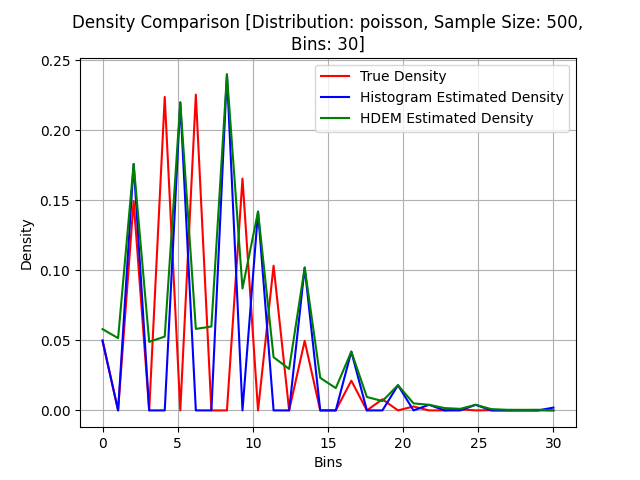 Density Comparison [Distribution: poisson, Sample Size: 500,
Bins: 30]
True Density
Histogram Estimated Density
HDEM Estimated Density
Density
0.25
0.20
0.15
0.10
0.05
0.00
0 5 10 15 20 25 30
Bins